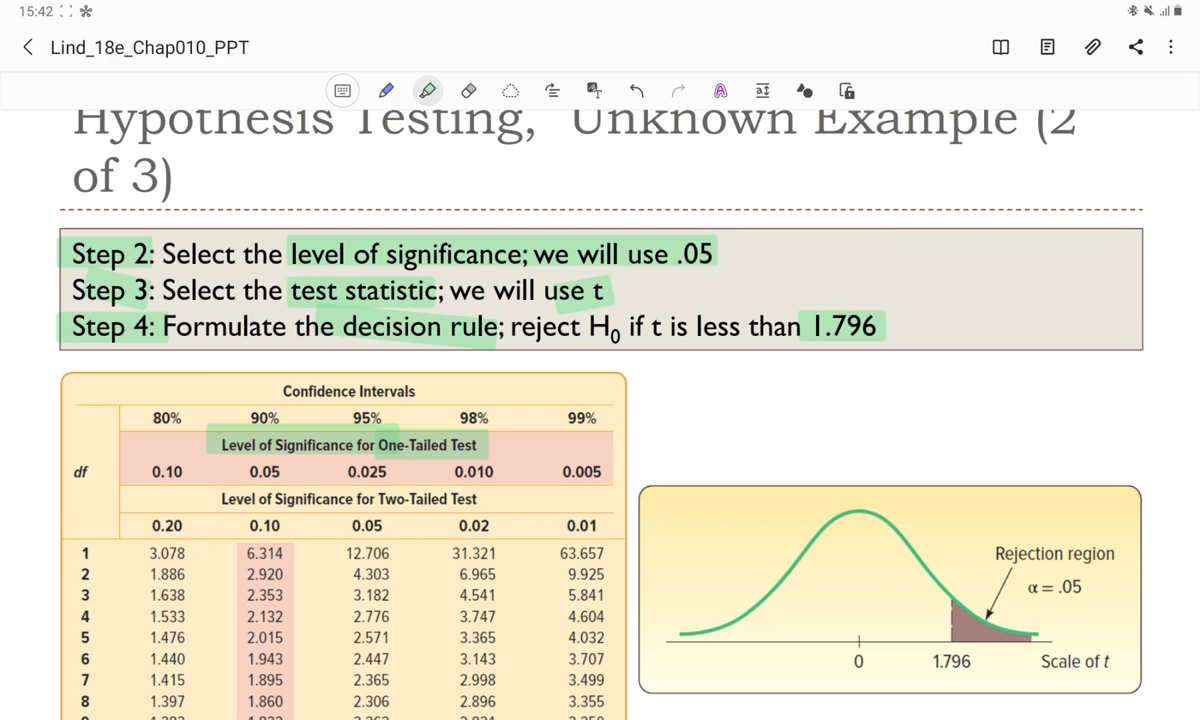 15:42
Lind_18e_Chap010_PPT
Hypothesis Testing, Unknown Example (2
of 3)
Step 2: Select the level of significance; we will use .05
Step 3: Select the test statistic; we will use t
Step 4: Formulate the decision rule; reject H₀ if t is less than 1.796
Confidence Intervals
80% 90% 95% 98% 99%
Level of Significance for One-Tailed Test
df 0.10 0.05 0.025 0.010 0.005
Level of Significance for Two-Tailed Test
0.20 0.10 0.05 0.02 0.01
1 3.078 6.314 12.706 31.321 63.657
2 1.886 2.920 4.303 6.965 9.925
3 1.638 2.353 3.182 4.541 5.841
4 1.533 2.132 2.776 3.747 4.604
5 1.476 2.015 2.571 3.365 4.032
6 1.440 1.943 2.447 3.143 3.707
7 1.415 1.895 2.365 2.998 3.499
8 1.397 1.860 2.306 2.896 3.355
Rejection region
α = .05
0 1.796 Scale of t